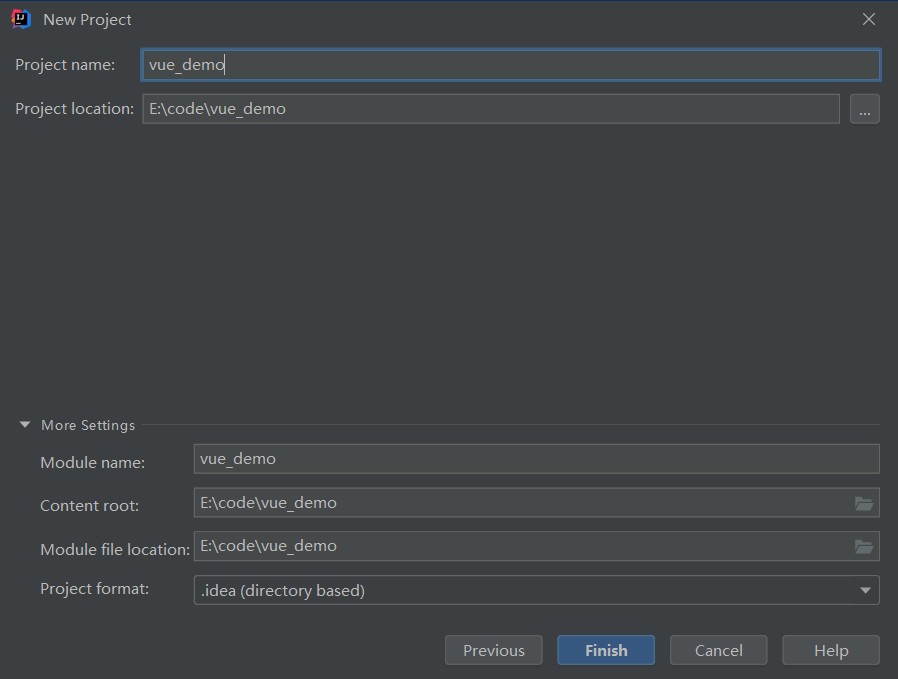 New Project
Project name: vue_demo
Project location: E:\code\vue_demo ...
More Settings
Module name: vue_demo
Content root: E:\code\vue_demo
Module file location: E:\code\vue_demo
Project format: .idea (directory based)
Previous Finish Cancel Help